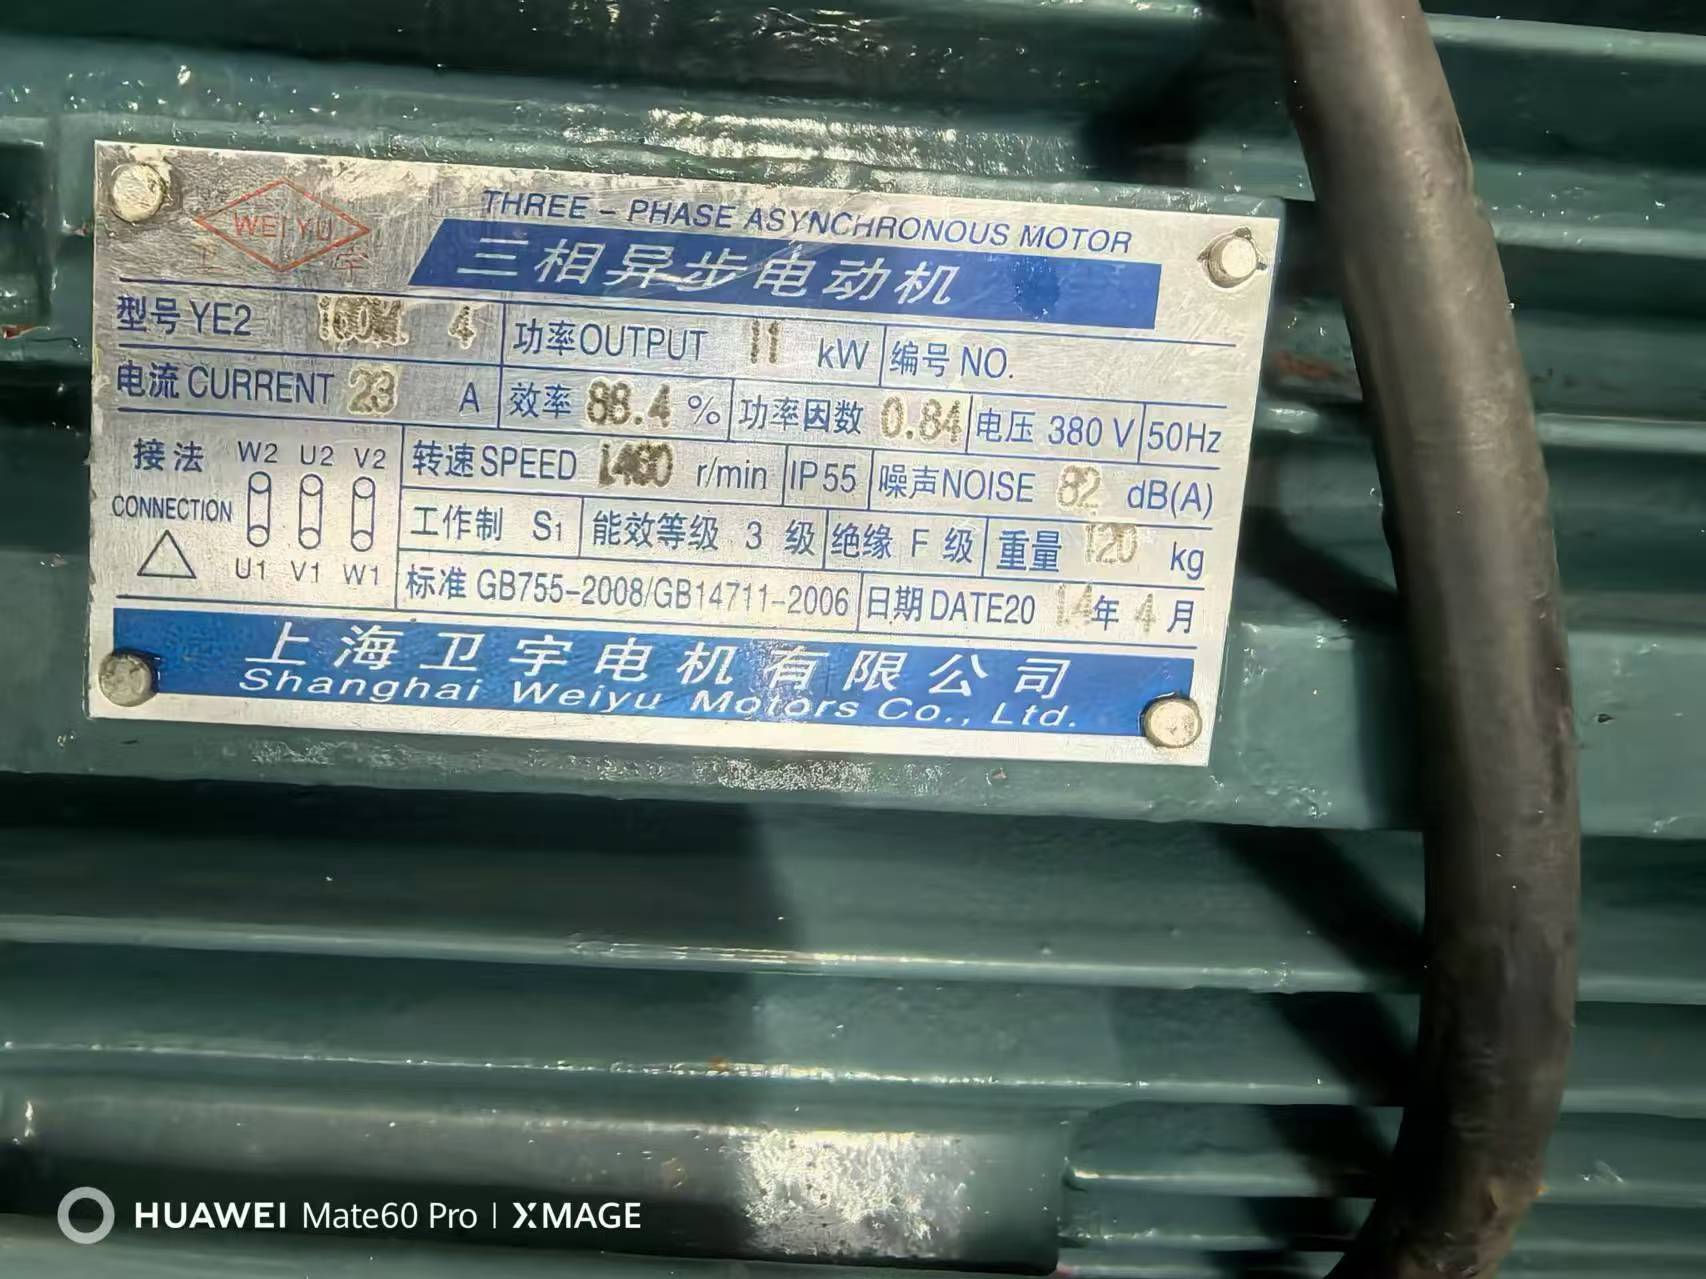 WEIYU
卫 宇
THREE - PHASE ASYNCHRONOUS MOTOR
三相异步电动机
型号 YE2 160M 4 功率OUTPUT 11 kW 编号 NO.
电流 CURRENT 23 A 效率 88.4 % 功率因数 0.84 电压 380 V 50Hz
接法 W2 U2 V2 转速 SPEED 1460 r/min IP55 噪声NOISE 82 dB(A)
CONNECTION 工作制 S1 能效等级 3 级 绝缘 F 级 重量 120 kg
U1 V1 W1 标准 GB755-2008/GB14711-2006 日期 DATE20 14年 4 月
上海卫宇电机有限公司
Shanghai Weiyu Motors Co., Ltd.
HUAWEI Mate60 Pro | XMAGE